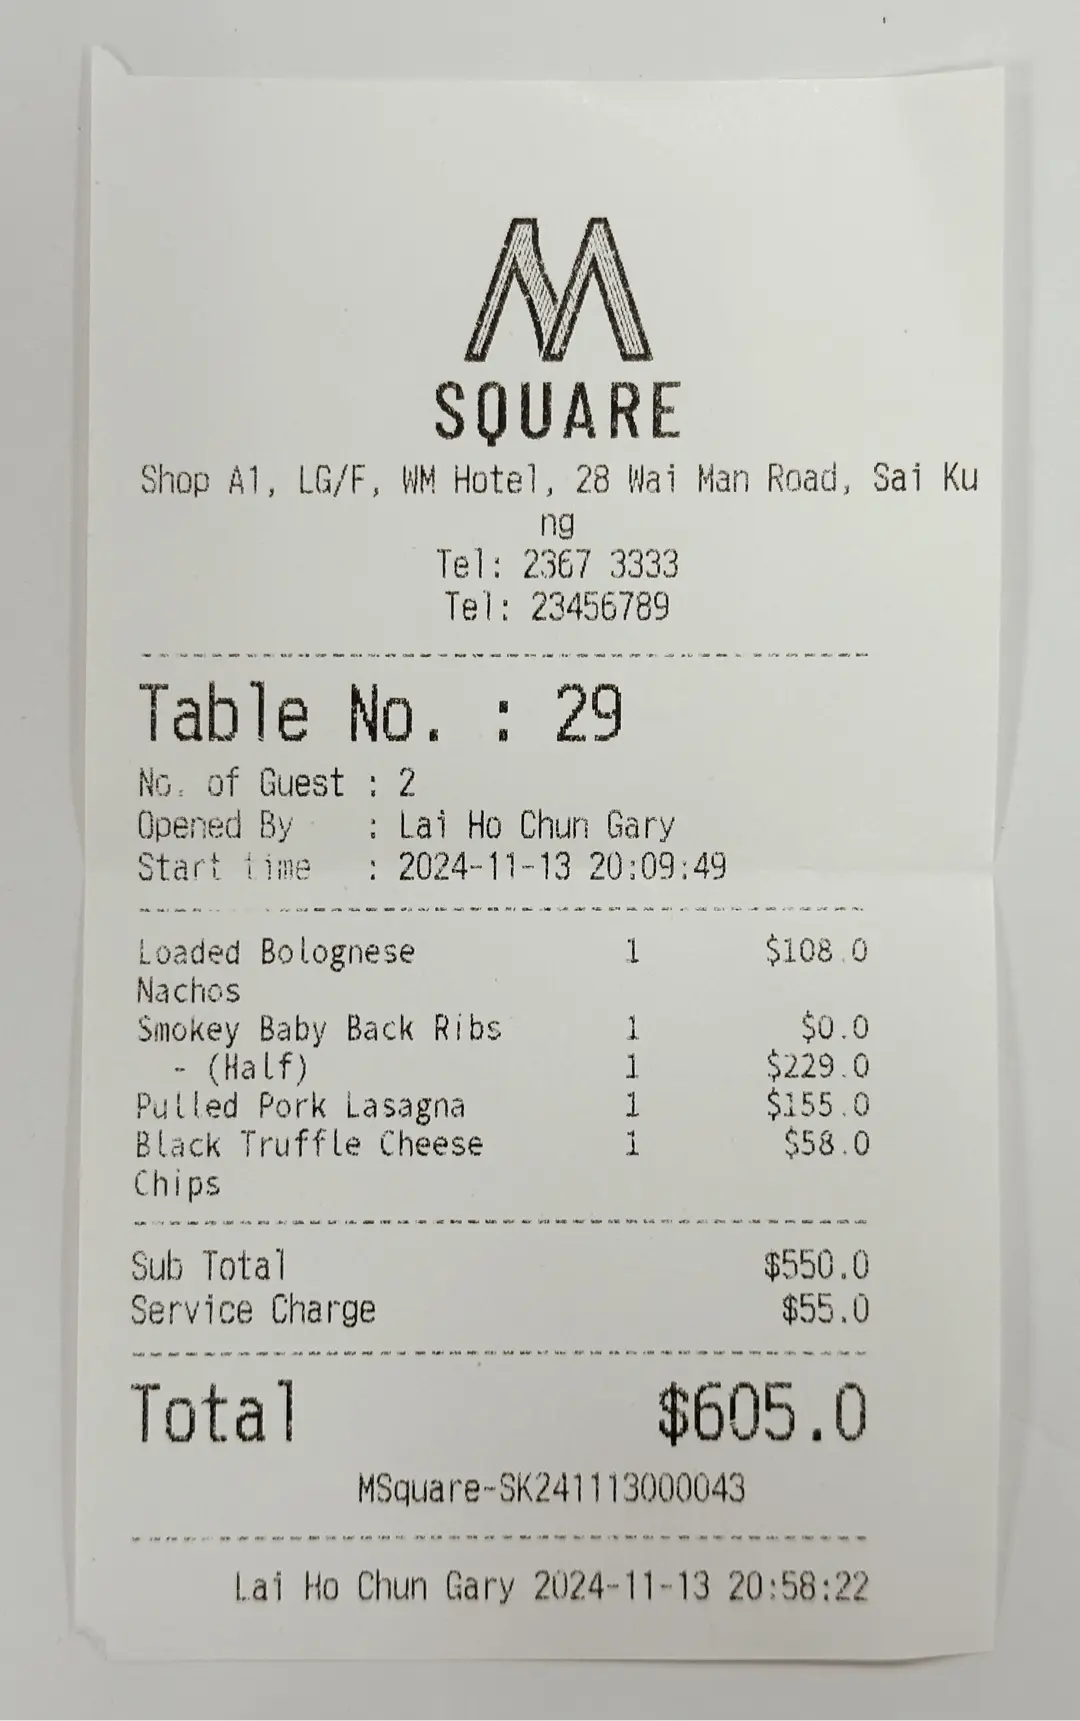 M
SQUARE
Shop A1, LG/F, WM Hotel, 28 Wai Man Road, Sai Ku
ng
Tel: 2367 3333
Tel: 23456789
Table No. : 29
No. of Guest : 2
Opened By : Lai Ho Chun Gary
Start time : 2024-11-13 20:09:49
Loaded Bolognese 1 $108.0
Nachos
Smokey Baby Back Ribs 1 $0.0
- (Half) 1 $229.0
Pulled Pork Lasagna 1 $155.0
Black Truffle Cheese 1 $58.0
Chips
Sub Total $550.0
Service Charge $55.0
Total $605.0
MSquare-SK241113000043
Lai Ho Chun Gary 2024-11-13 20:58:22